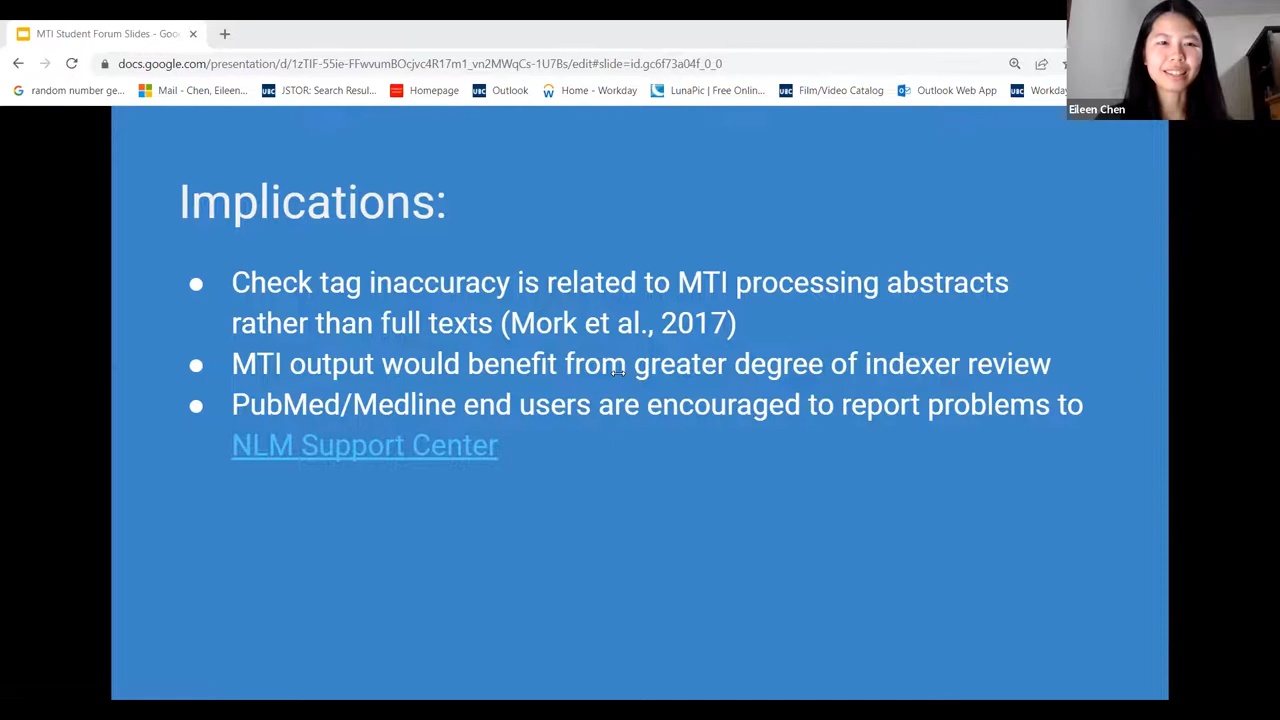 MTI Student Forum Slides - Goo
docs.google.com/presentation/d/1zTIF-55ie-FFwvumBOcjvc4R17m1_vn2MWqCs-1U7Bs/edit#slide=id.gc6f73a04f_0_0
random number ge... Mail - Chen, Eileen... UBC JSTOR: Search Resul... Homepage UBC Outlook Home - Workday LunaPic | Free Onlin... UBC Film/Video Catalog Outlook Web App UBC Workday
Eileen Chen
Implications:
● Check tag inaccuracy is related to MTI processing abstracts
rather than full texts (Mork et al., 2017)
● MTI output would benefit from greater degree of indexer review
● PubMed/Medline end users are encouraged to report problems to
NLM Support Center